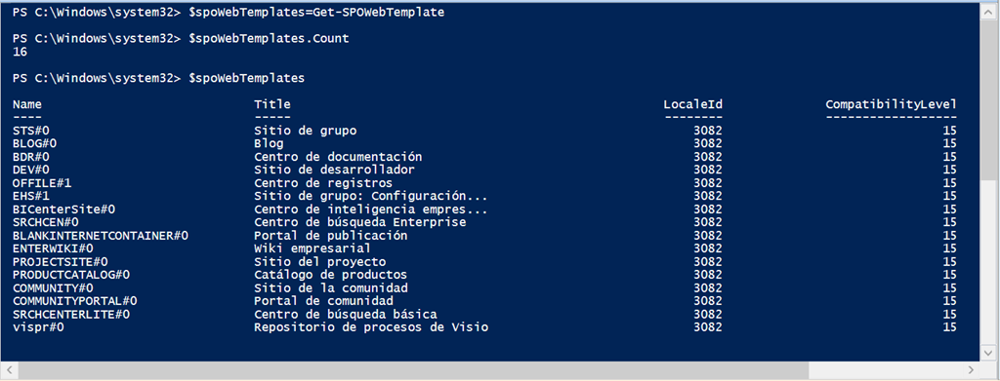 PS C:\Windows\system32> $spoWebTemplates=Get-SPOWebTemplate
PS C:\Windows\system32> $spoWebTemplates.Count
16
PS C:\Windows\system32> $spoWebTemplates
Name Title LocaleId CompatibilityLevel
---- ----- -------- ------------------
STS#0 Sitio de grupo 3082 15
BLOG#0 Blog 3082 15
BDR#0 Centro de documentación 3082 15
DEV#0 Sitio de desarrollador 3082 15
OFFILE#1 Centro de registros 3082 15
EHS#1 Sitio de grupo: Configuración... 3082 15
BICenterSite#0 Centro de inteligencia empres... 3082 15
SRCHCEN#0 Centro de búsqueda Enterprise 3082 15
BLANKINTERNETCONTAINER#0 Portal de publicación 3082 15
ENTERWIKI#0 Wiki empresarial 3082 15
PROJECTSITE#0 Sitio del proyecto 3082 15
PRODUCTCATALOG#0 Catálogo de productos 3082 15
COMMUNITY#0 Sitio de la comunidad 3082 15
COMMUNITYPORTAL#0 Portal de comunidad 3082 15
SRCHCENTERLITE#0 Centro de búsqueda básica 3082 15
vispr#0 Repositorio de procesos de Visio 3082 15